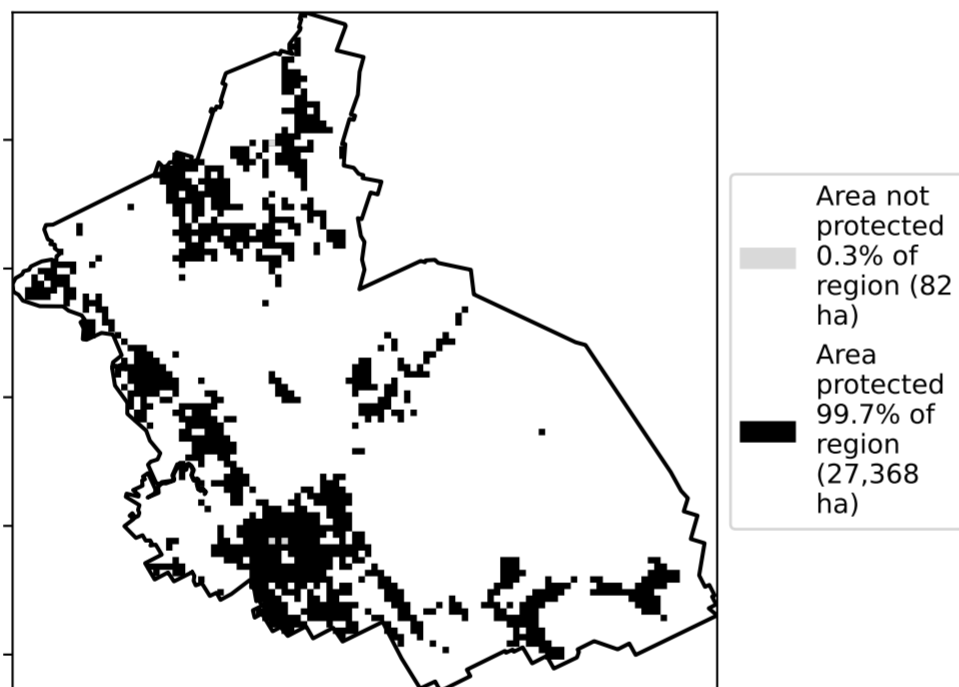 Area not
protected
0.3% of
region (82
ha)
Area
protected
99.7% of
region
(27,368
ha)